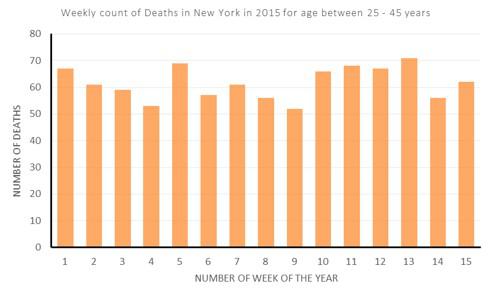 Weekly count of Deaths in New York in 2015 for age between 25 - 45 years
80
70
60
50
40
30
20
10
0
NUMBER OF DEATHS
1 2 3 4 5 6 7 8 9 10 11 12 13 14 15
NUMBER OF WEEK OF THE YEAR